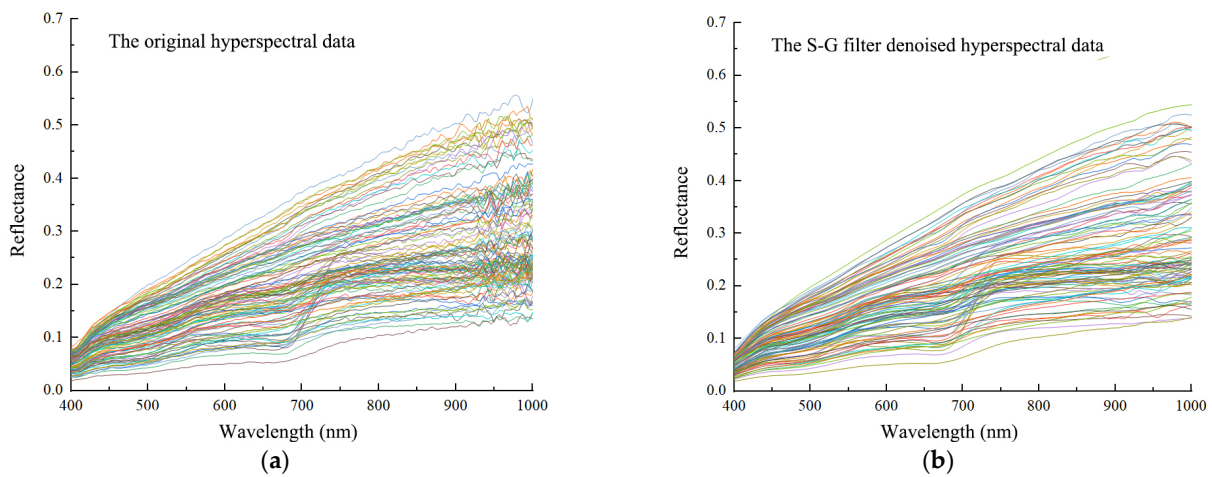 0.7
The original hyperspectral data
0.6
0.5
0.4
0.3
0.2
0.1
0.0
Reflectance
400 500 600 700 800 900 1000
Wavelength (nm)
(a)
0.7
The S-G filter denoised hyperspectral data
0.6
0.5
0.4
0.3
0.2
0.1
0.0
Reflectance
400 500 600 700 800 900 1000
Wavelength (nm)
(b)